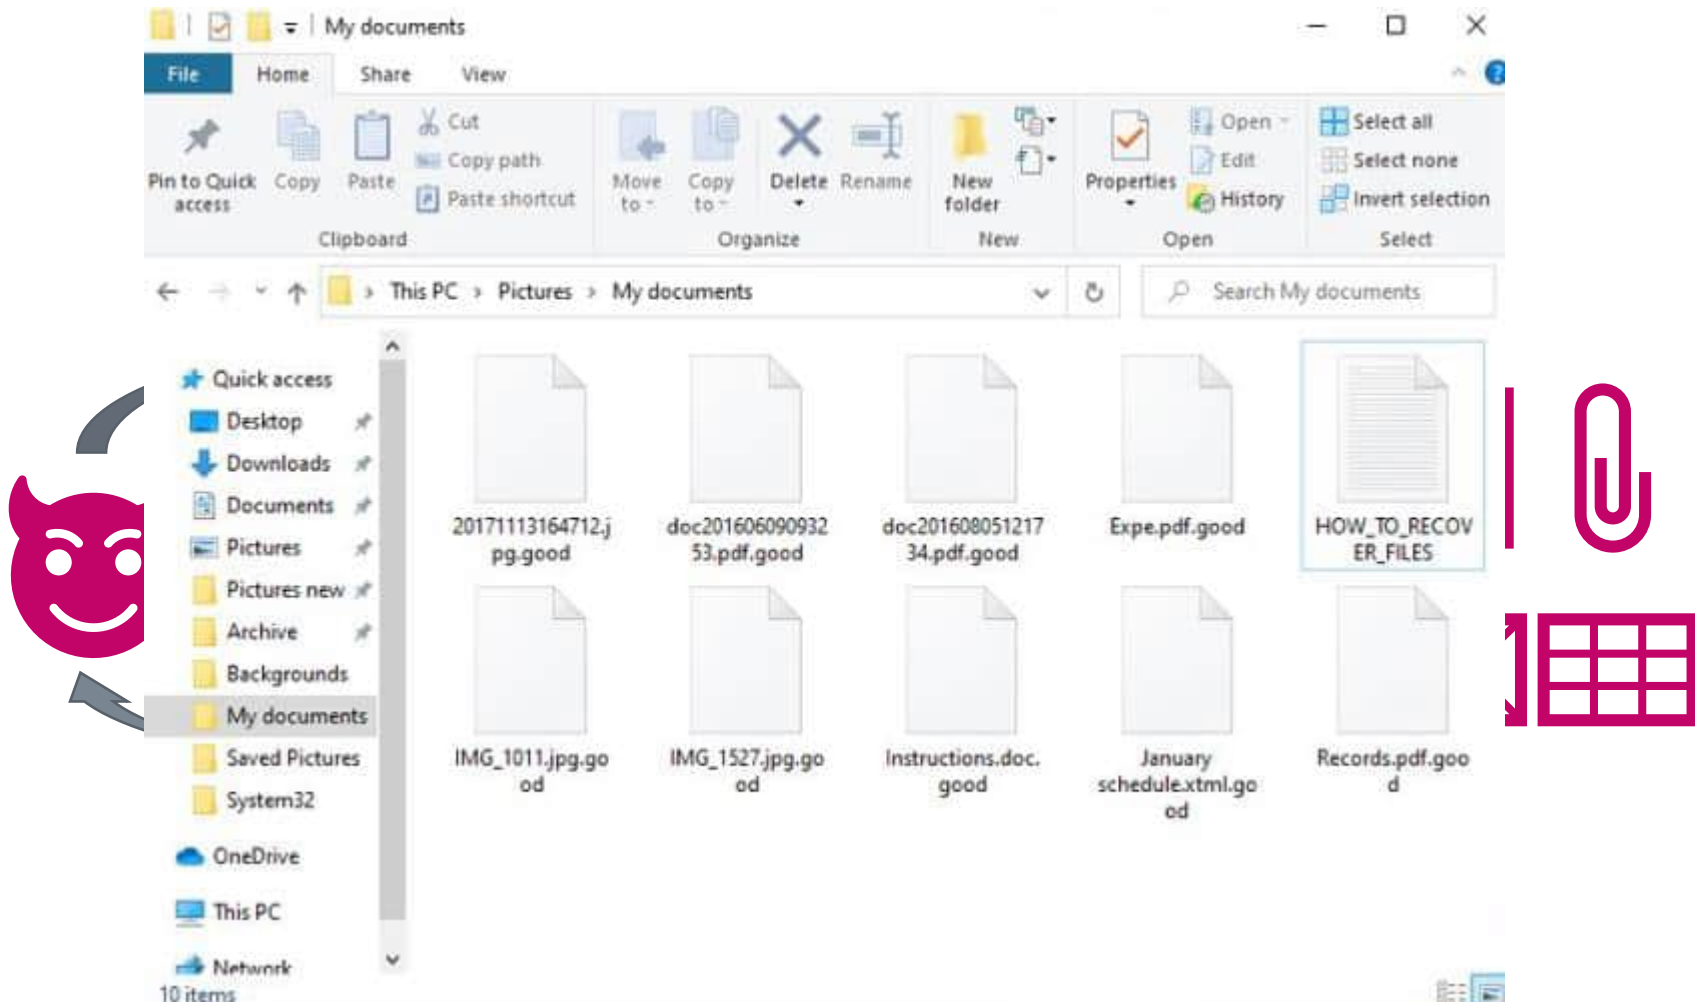 My documents
File Home Share View
Pin to Quick access
Copy
Paste
Cut
Copy path
Paste shortcut
Move to
Copy to
Delete
Rename
New folder
Properties
Open
Edit
History
Select all
Select none
Invert selection
Clipboard Organize New Open Select
This PC > Pictures > My documents
Search My documents
Quick access
Desktop
Downloads
Documents
Pictures
Pictures new
Archive
Backgrounds
My documents
Saved Pictures
System32
OneDrive
This PC
Network
20171113164712.j
pg.good
doc201606090932
53.pdf.good
doc201608051217
34.pdf.good
Expe.pdf.good
HOW_TO_RECOV
ER_FILES
IMG_1011.jpg.go
od
IMG_1527.jpg.go
od
Instructions.doc.
good
January
schedule.xtml.go
od
Records.pdf.goo
d
10 items